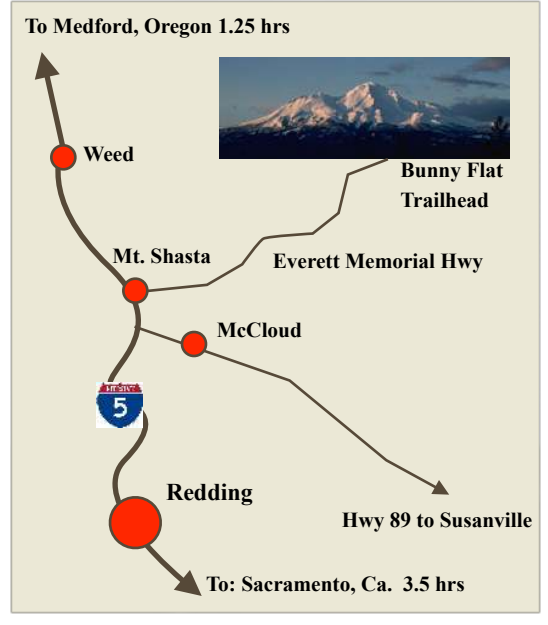 To Medford, Oregon 1.25 hrs
Weed
Bunny Flat
Trailhead
Mt. Shasta
Everett Memorial Hwy
McCloud
5
Redding
Hwy 89 to Susanville
To: Sacramento, Ca. 3.5 hrs